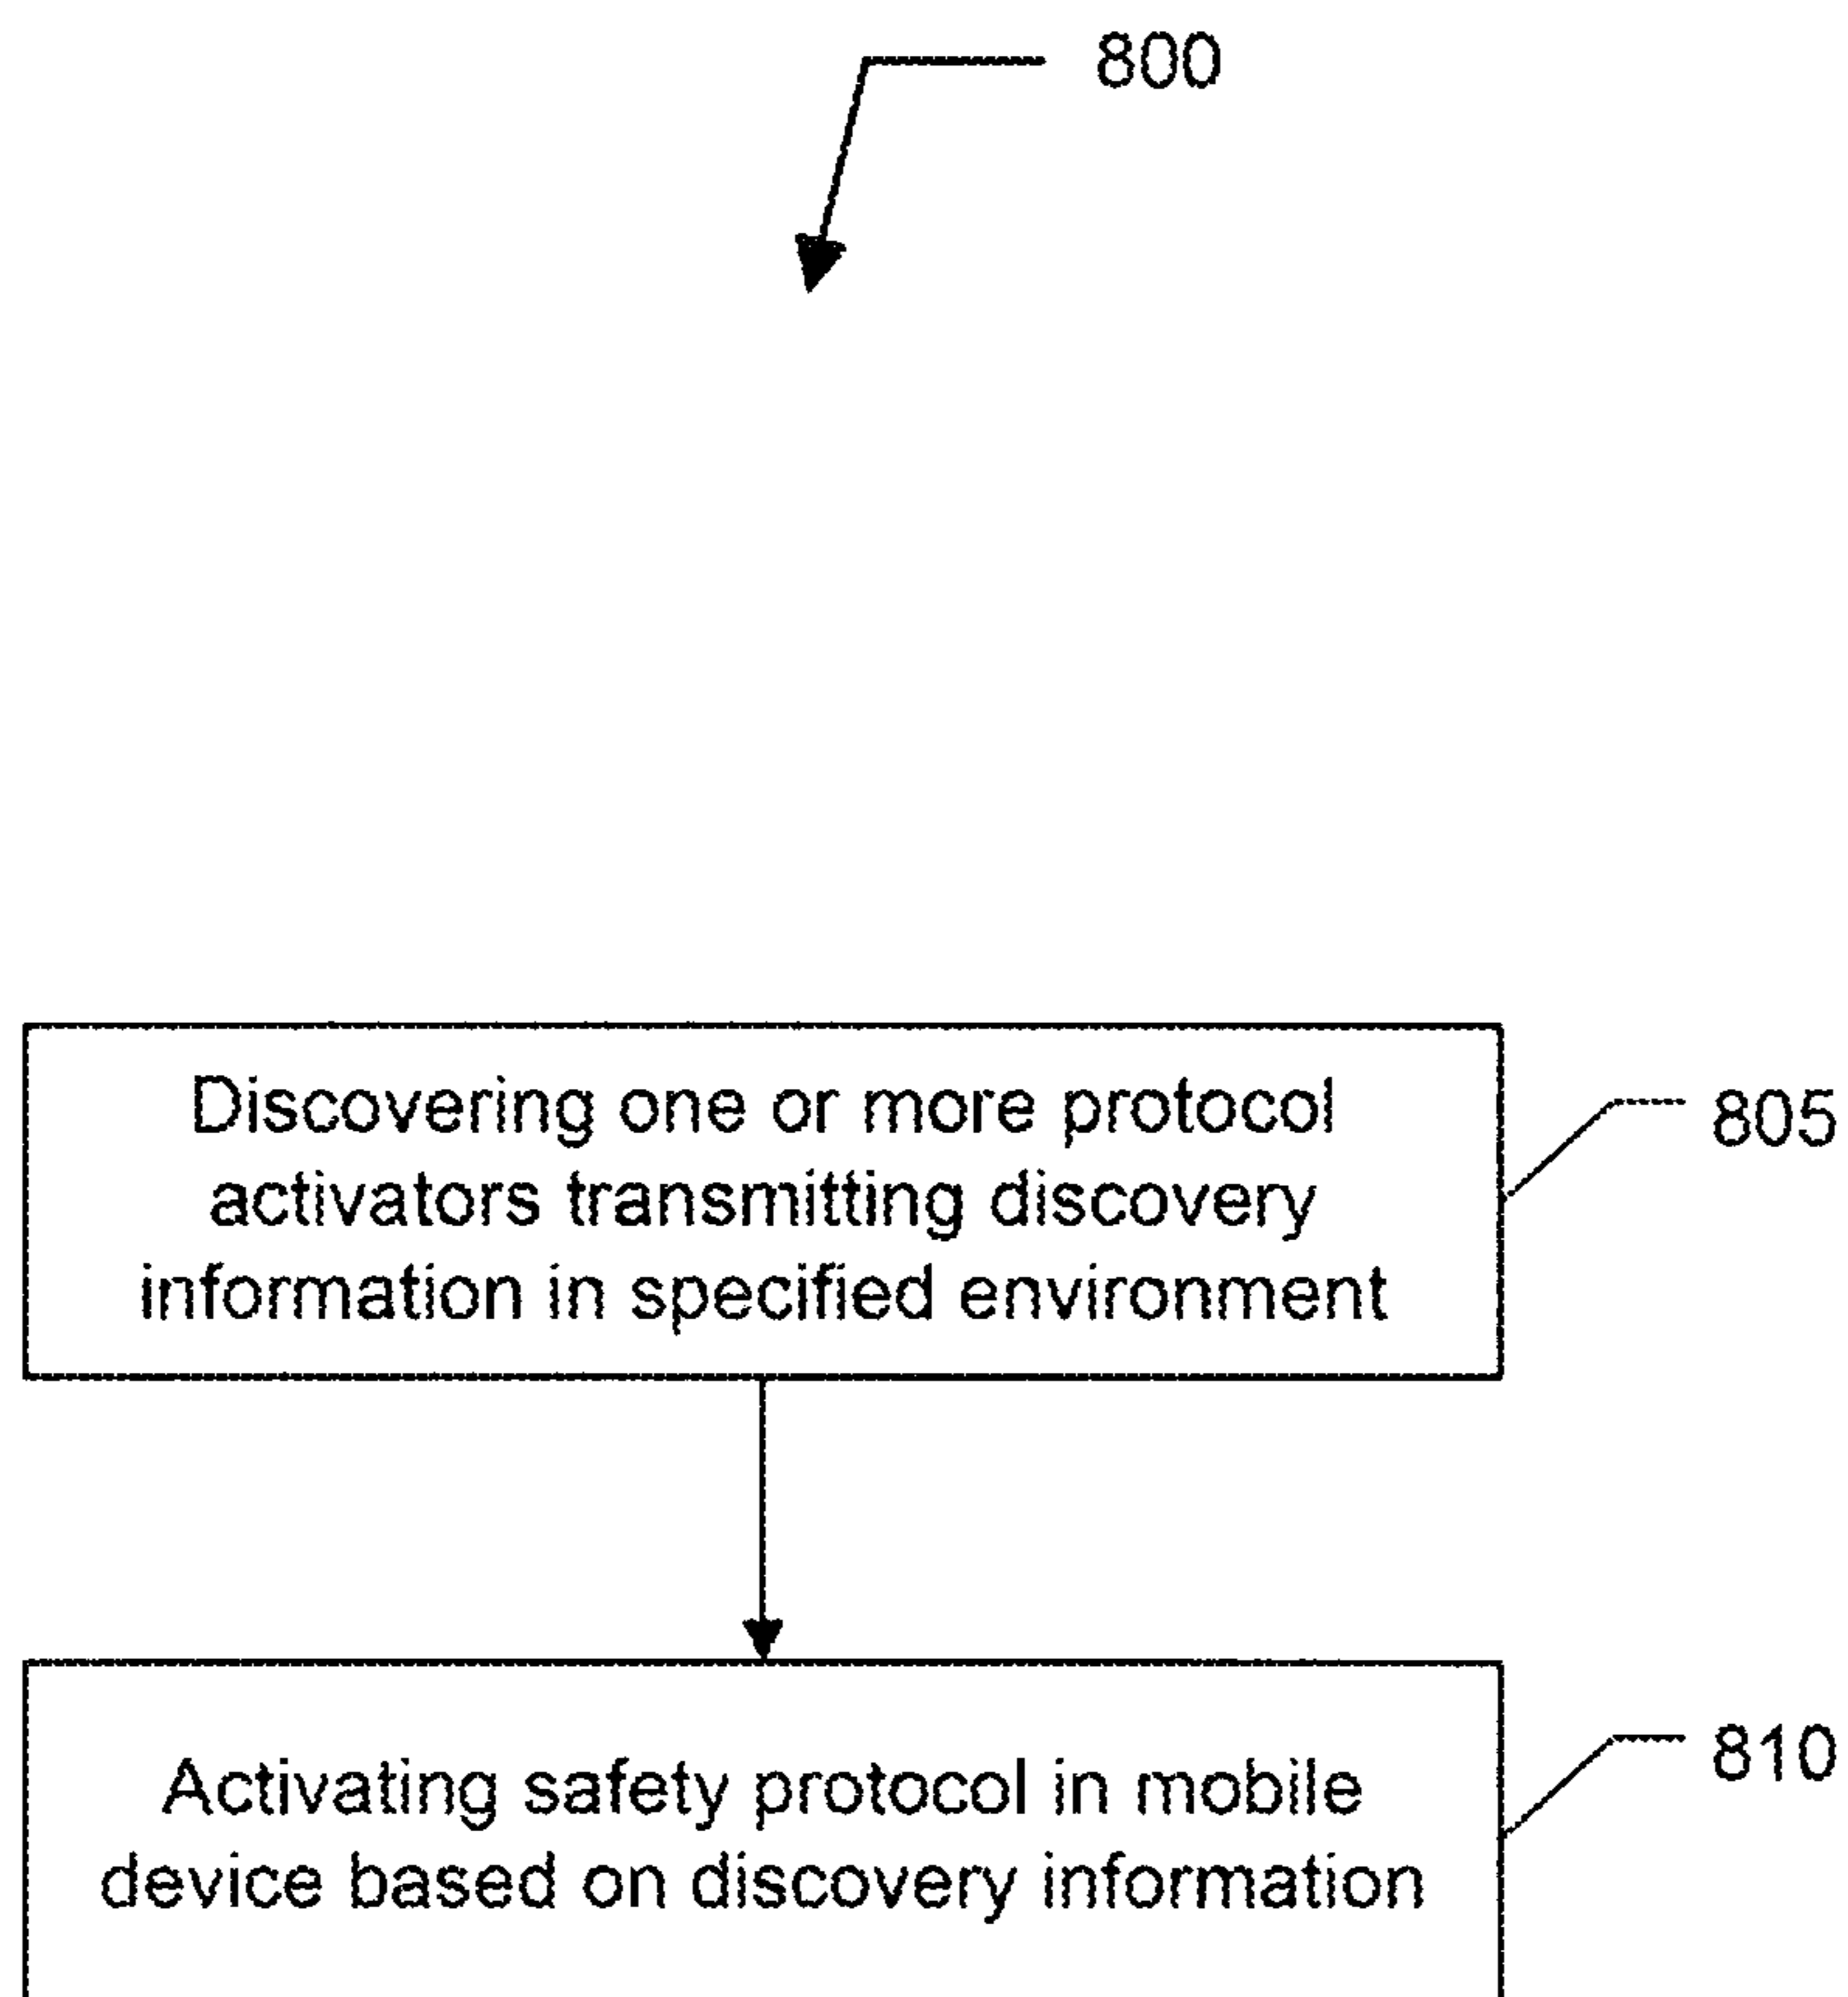 800
Discovering one or more protocol
activators transmitting discovery
information in specified environment
805
Activating safety protocol in mobile
device based on discovery information
810